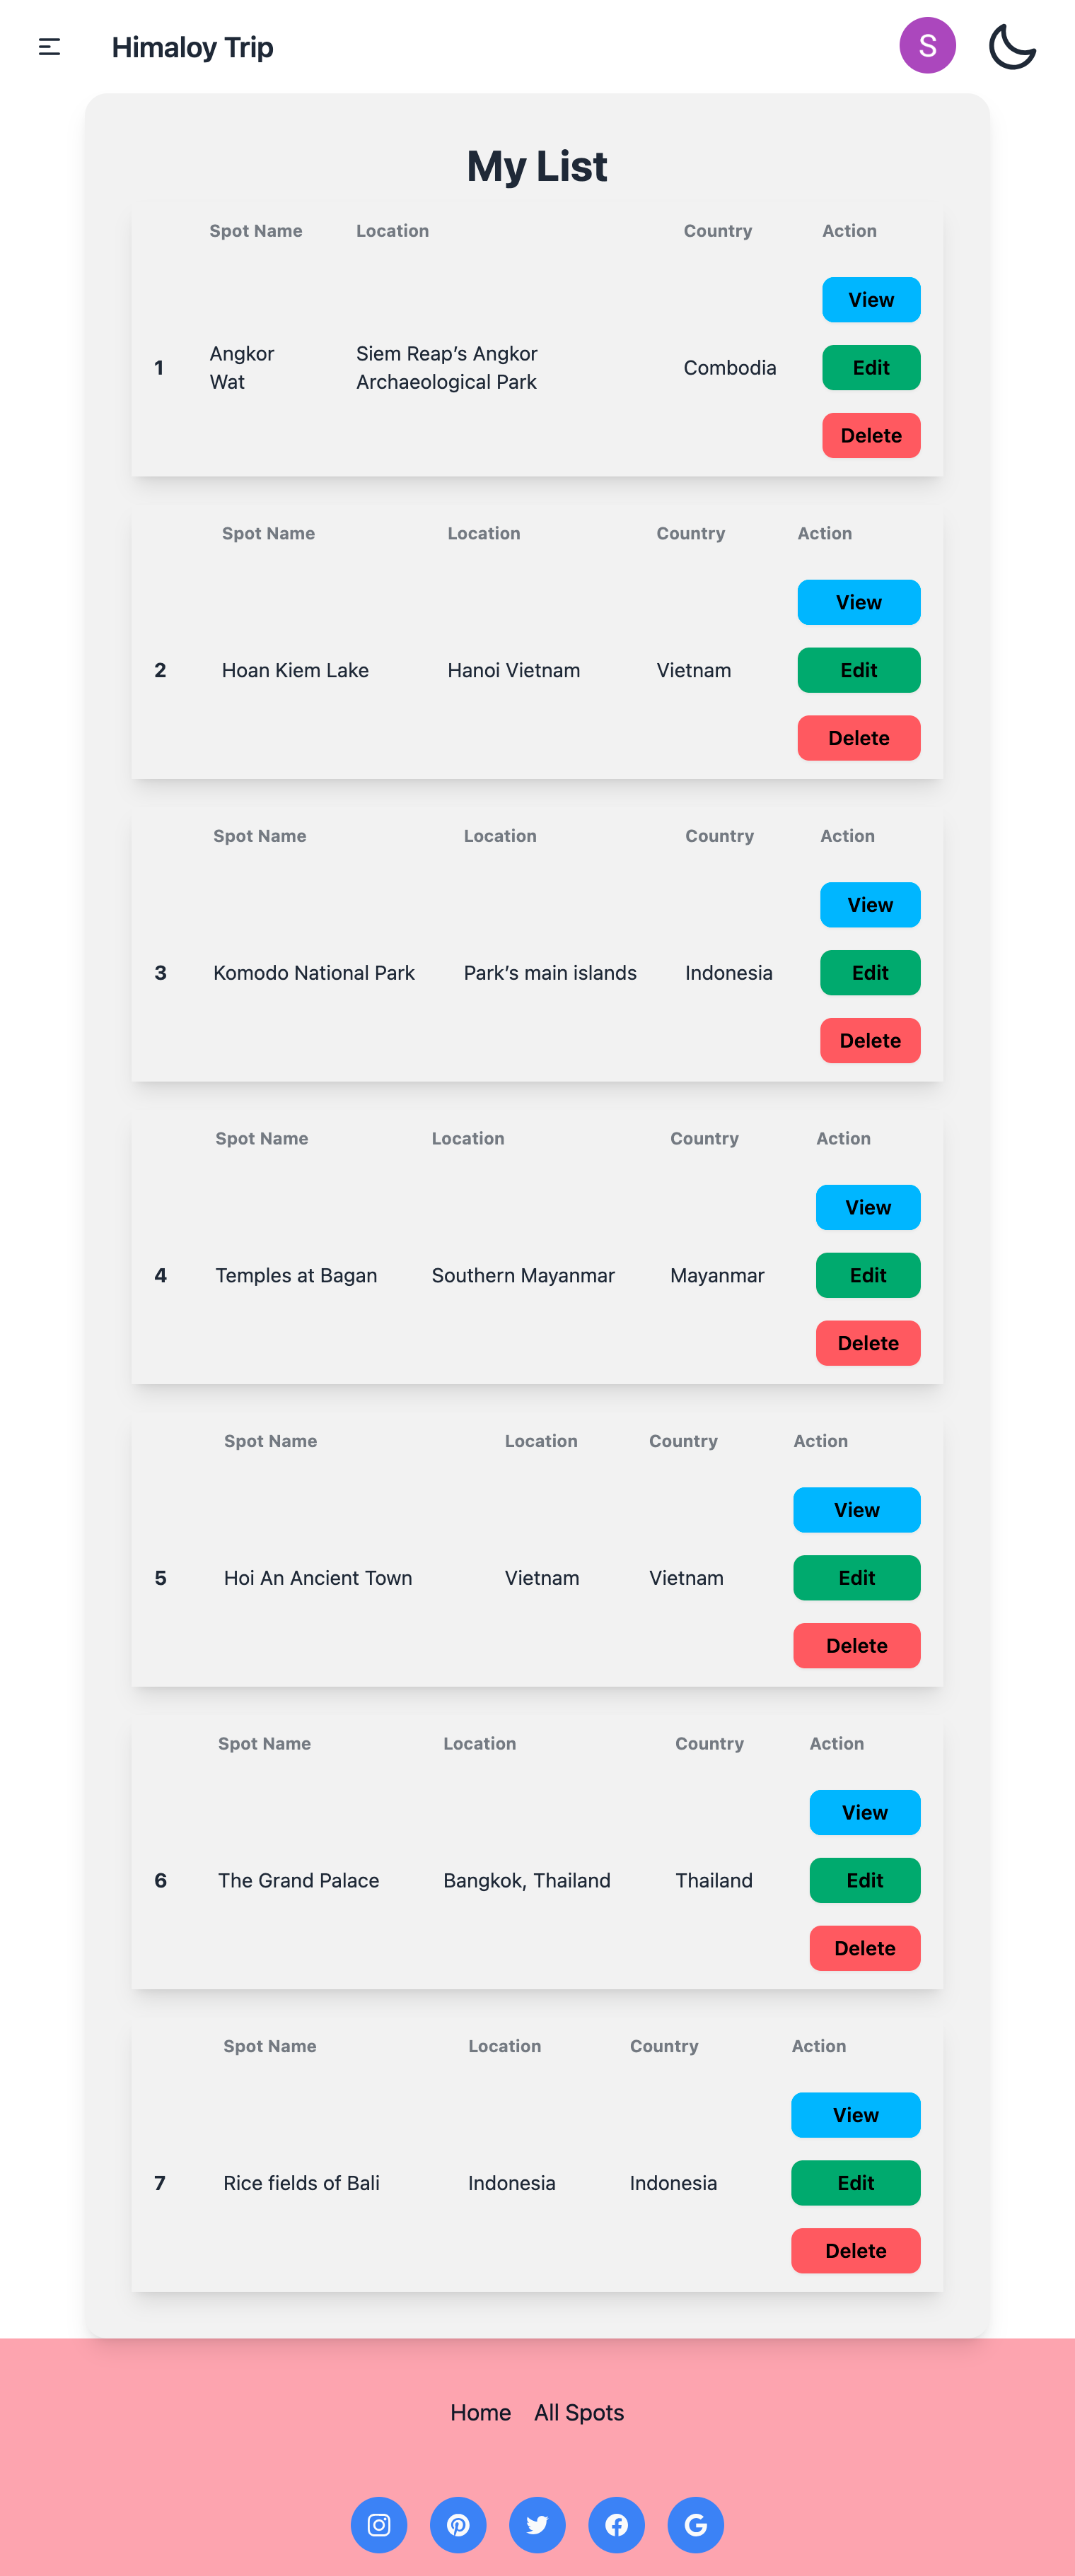 Himaloy Trip
S
My List
Spot Name Location Country Action
View
1 Angkor Wat Siem Reap’s Angkor Archaeological Park Combodia Edit
Delete
Spot Name Location Country Action
View
2 Hoan Kiem Lake Hanoi Vietnam Vietnam Edit
Delete
Spot Name Location Country Action
View
3 Komodo National Park Park’s main islands Indonesia Edit
Delete
Spot Name Location Country Action
View
4 Temples at Bagan Southern Mayanmar Mayanmar Edit
Delete
Spot Name Location Country Action
View
5 Hoi An Ancient Town Vietnam Vietnam Edit
Delete
Spot Name Location Country Action
View
6 The Grand Palace Bangkok, Thailand Thailand Edit
Delete
Spot Name Location Country Action
View
7 Rice fields of Bali Indonesia Indonesia Edit
Delete
Home All Spots